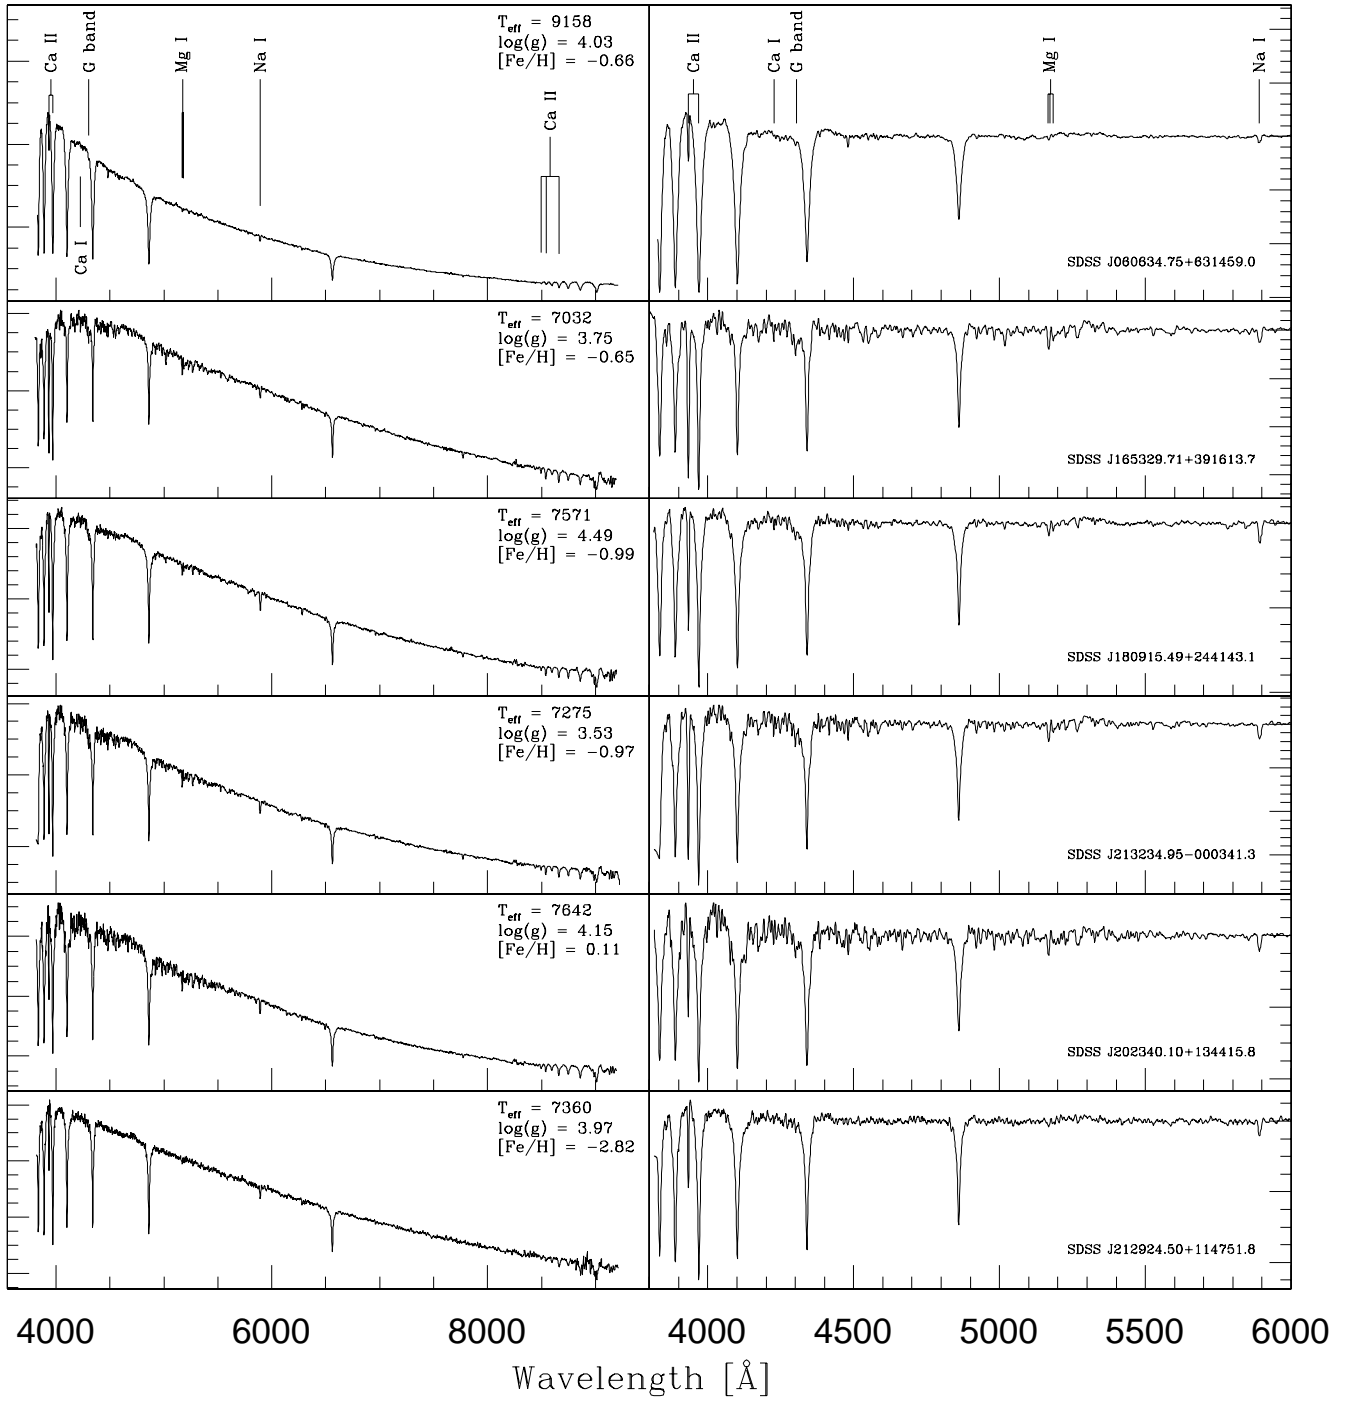 Ca II
G band
Mg I
Na I
Ca II
Ca I
T_eff = 9158
log(g) = 4.03
[Fe/H] = −0.66
Ca II
Ca I
G band
Mg I
Na I
SDSS J060634.75+631459.0
T_eff = 7032
log(g) = 3.75
[Fe/H] = −0.65
SDSS J165329.71+391613.7
T_eff = 7571
log(g) = 4.49
[Fe/H] = −0.99
SDSS J180915.49+244143.1
T_eff = 7275
log(g) = 3.53
[Fe/H] = −0.97
SDSS J213234.95−000341.3
T_eff = 7642
log(g) = 4.15
[Fe/H] = 0.11
SDSS J202340.10+134415.8
T_eff = 7360
log(g) = 3.97
[Fe/H] = −2.82
SDSS J212924.50+114751.8
4000 6000 8000 4000 4500 5000 5500 6000
Wavelength [Å]